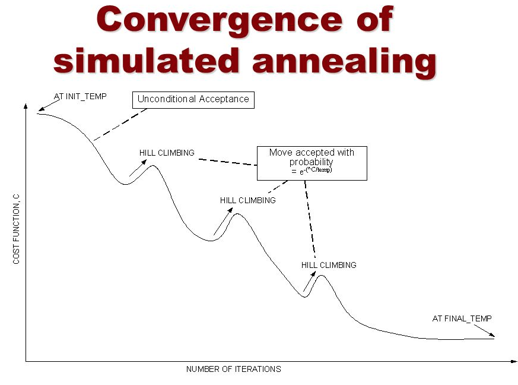 Convergence of
simulated annealing
AT INIT_TEMP
Unconditional Acceptance
HILL CLIMBING
Move accepted with
probability
= e-(^C/temp)
HILL CLIMBING
HILL CLIMBING
AT FINAL_TEMP
COST FUNCTION, C
NUMBER OF ITERATIONS